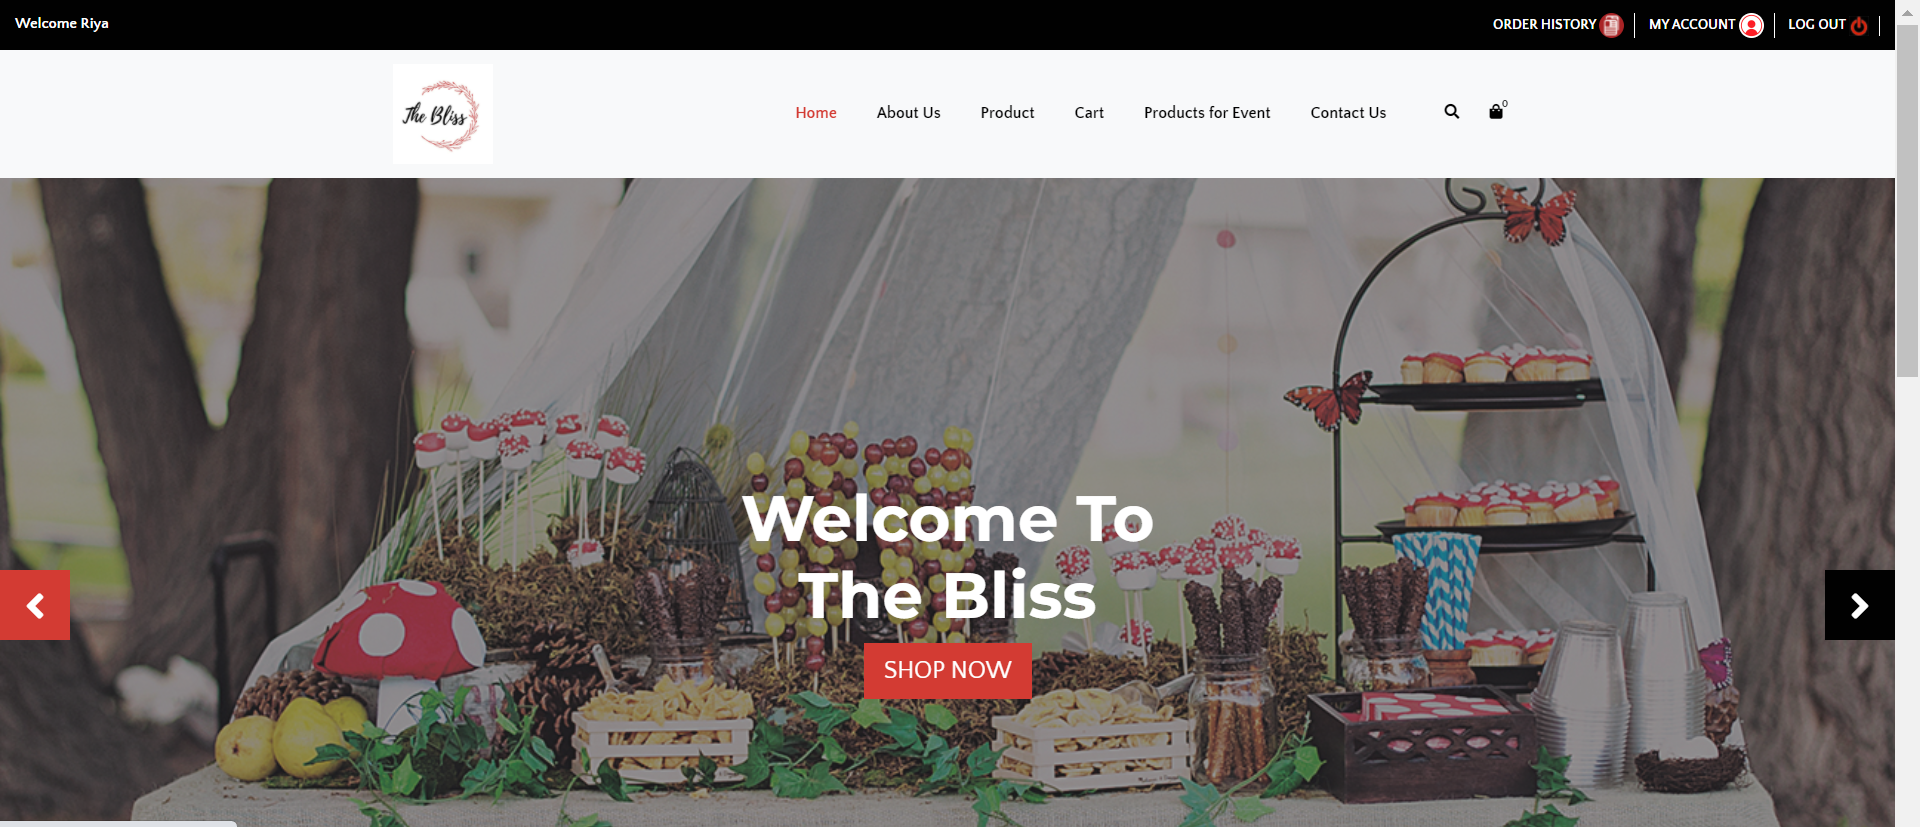 Welcome Riya
ORDER HISTORY
MY ACCOUNT
LOG OUT
The Bliss
Home
About Us
Product
Cart
Products for Event
Contact Us
0
Welcome To
The Bliss
SHOP NOW